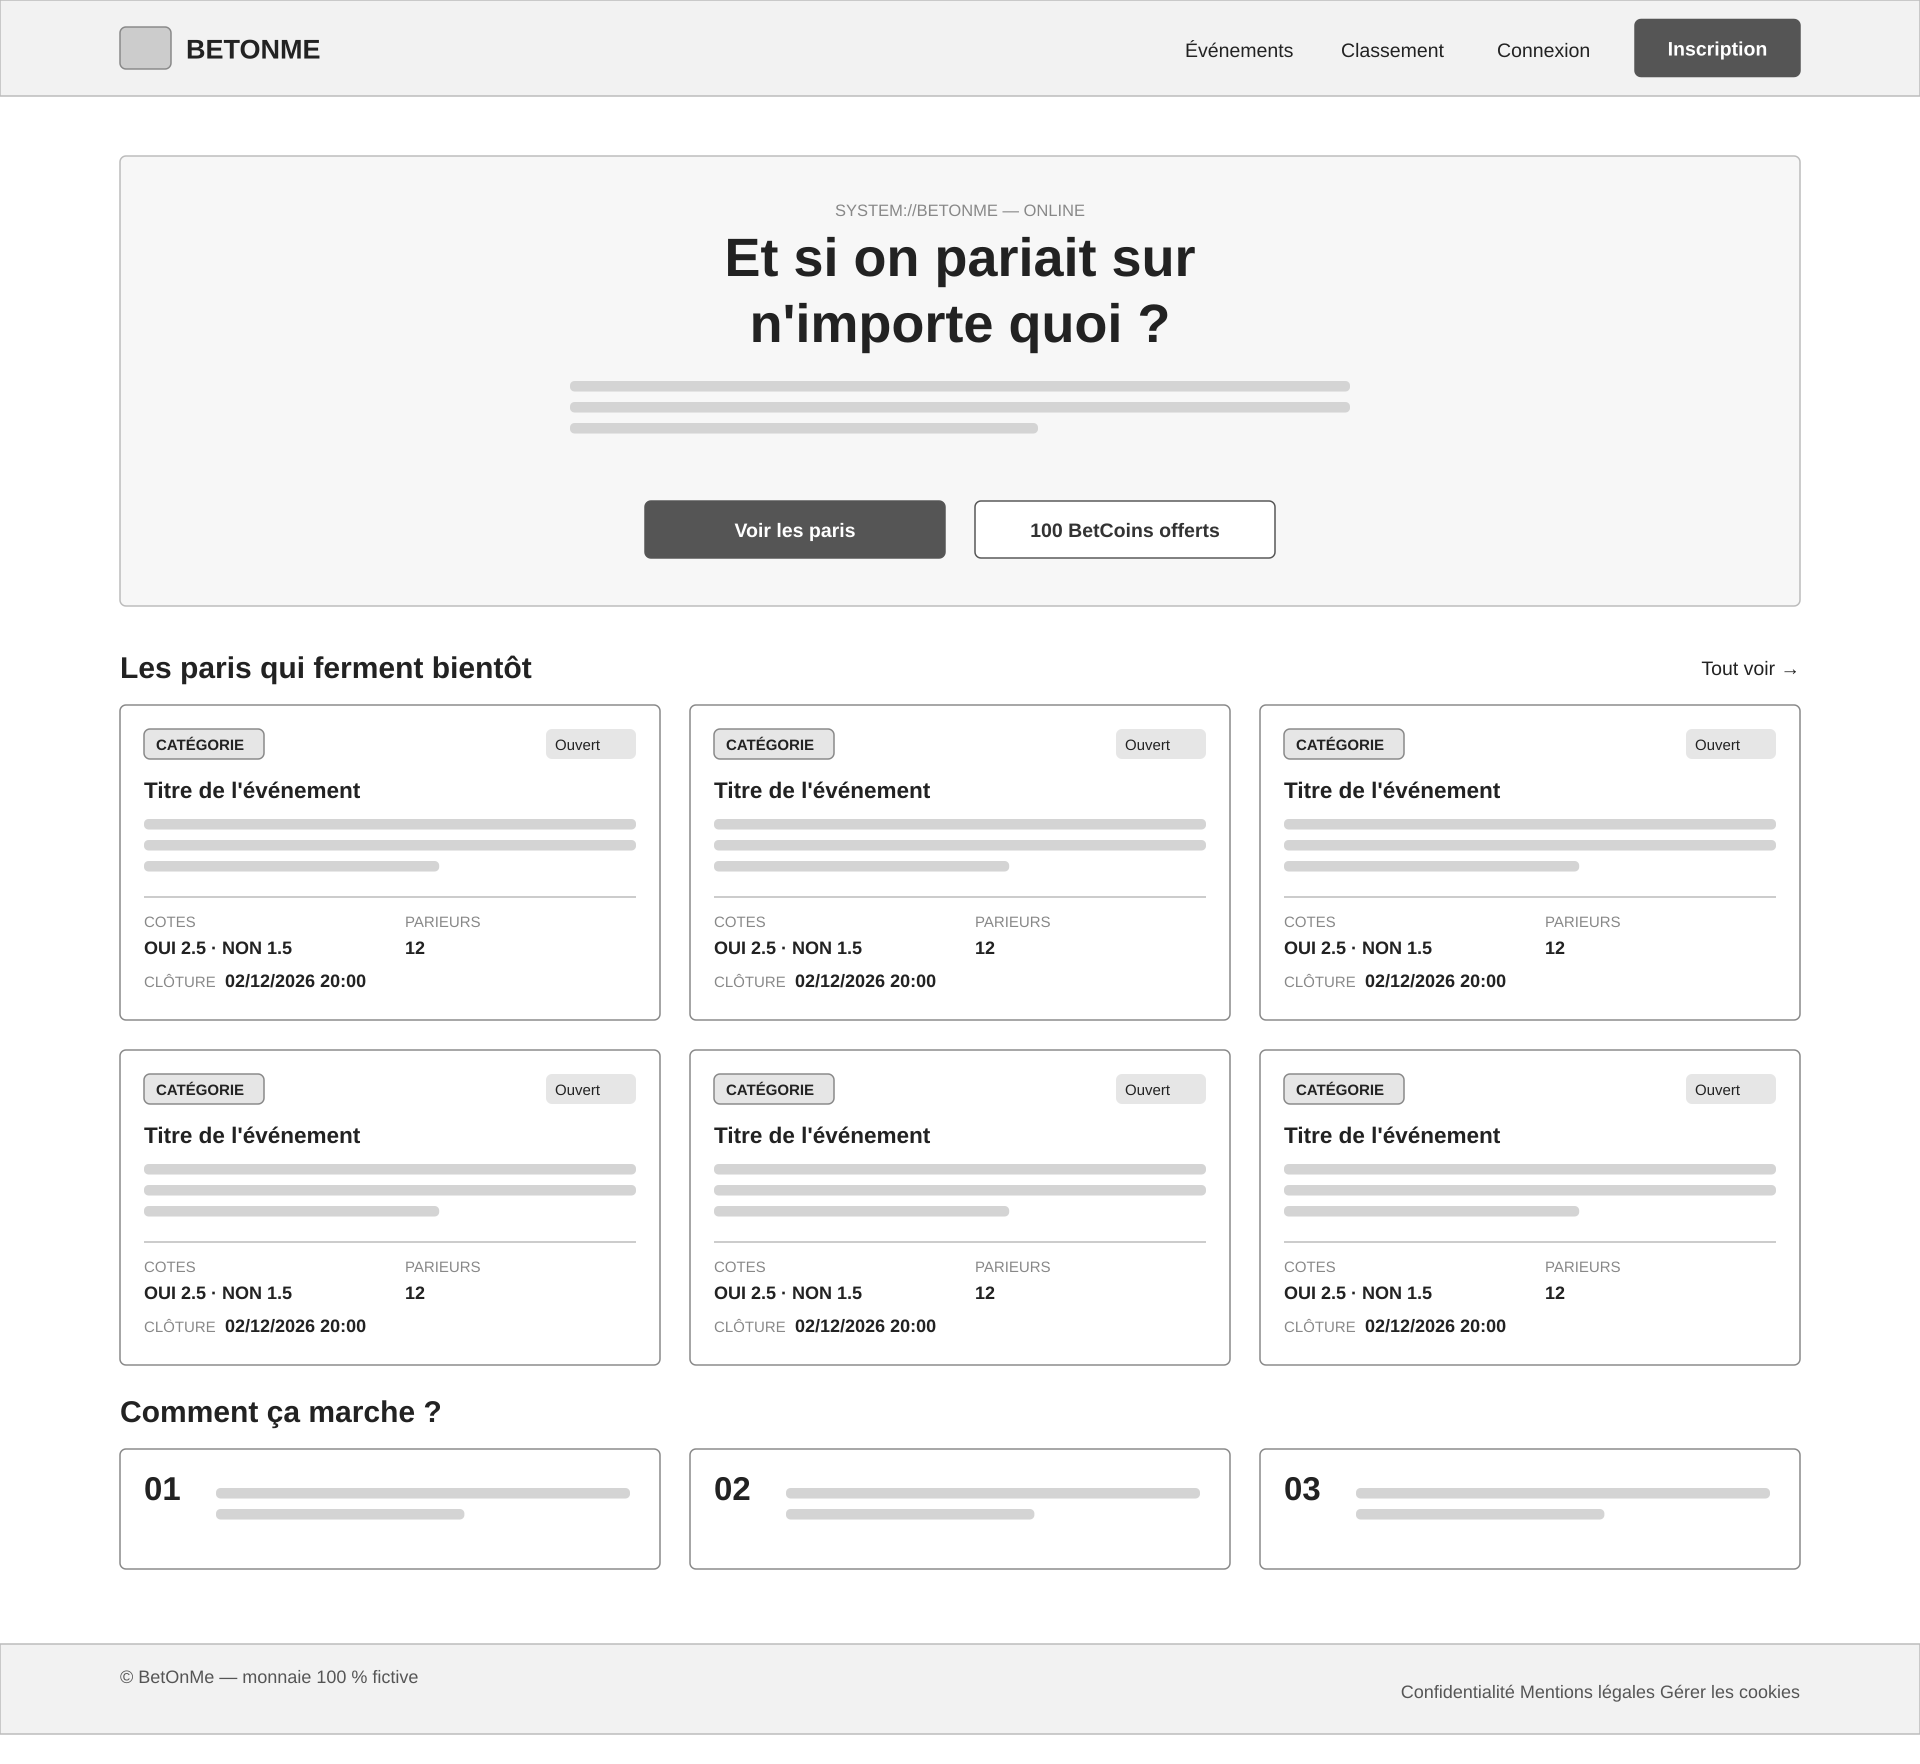 BETONME
Événements Classement Connexion Inscription
SYSTEM://BETONME — ONLINE
Et si on pariait sur
n'importe quoi ?
Voir les paris 100 BetCoins offerts
Les paris qui ferment bientôt Tout voir →
CATÉGORIE Ouvert
Titre de l'événement
COTES PARIEURS
OUI 2.5 · NON 1.5 12
CLÔTURE 02/12/2026 20:00
CATÉGORIE Ouvert
Titre de l'événement
COTES PARIEURS
OUI 2.5 · NON 1.5 12
CLÔTURE 02/12/2026 20:00
CATÉGORIE Ouvert
Titre de l'événement
COTES PARIEURS
OUI 2.5 · NON 1.5 12
CLÔTURE 02/12/2026 20:00
CATÉGORIE Ouvert
Titre de l'événement
COTES PARIEURS
OUI 2.5 · NON 1.5 12
CLÔTURE 02/12/2026 20:00
CATÉGORIE Ouvert
Titre de l'événement
COTES PARIEURS
OUI 2.5 · NON 1.5 12
CLÔTURE 02/12/2026 20:00
CATÉGORIE Ouvert
Titre de l'événement
COTES PARIEURS
OUI 2.5 · NON 1.5 12
CLÔTURE 02/12/2026 20:00
Comment ça marche ?
01
02
03
© BetOnMe — monnaie 100 % fictive
Confidentialité Mentions légales Gérer les cookies